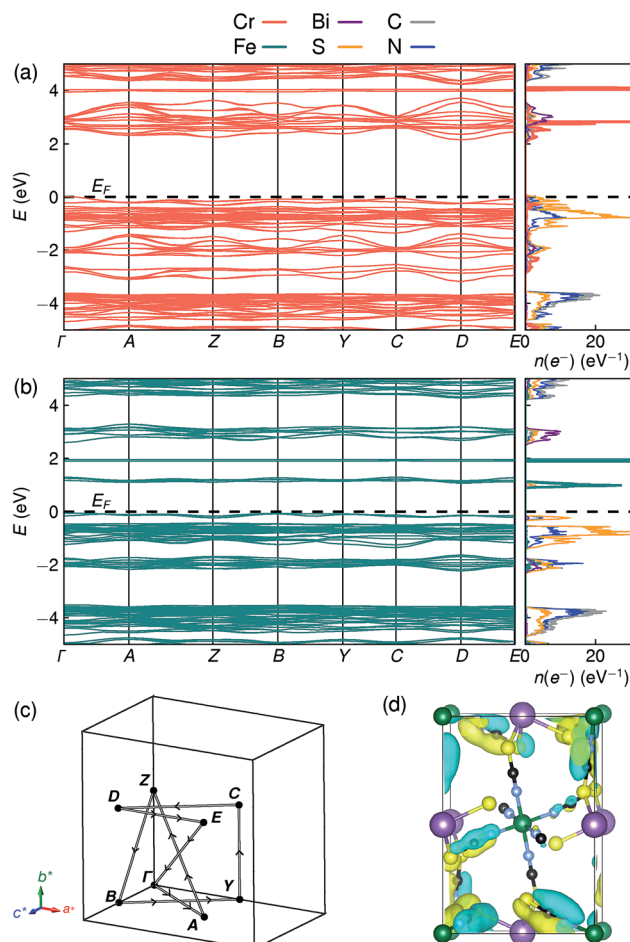 Cr Bi C
Fe S N
(a)
E (eV)
4
2
0
−2
−4
E_F
Γ A Z B Y C D E
0 20
n(e⁻) (eV⁻¹)
(b)
E (eV)
4
2
0
−2
−4
E_F
Γ A Z B Y C D E
0 20
n(e⁻) (eV⁻¹)
(c)
(d)
Z
D C
E
Γ
B Y
A
b*
c* a*